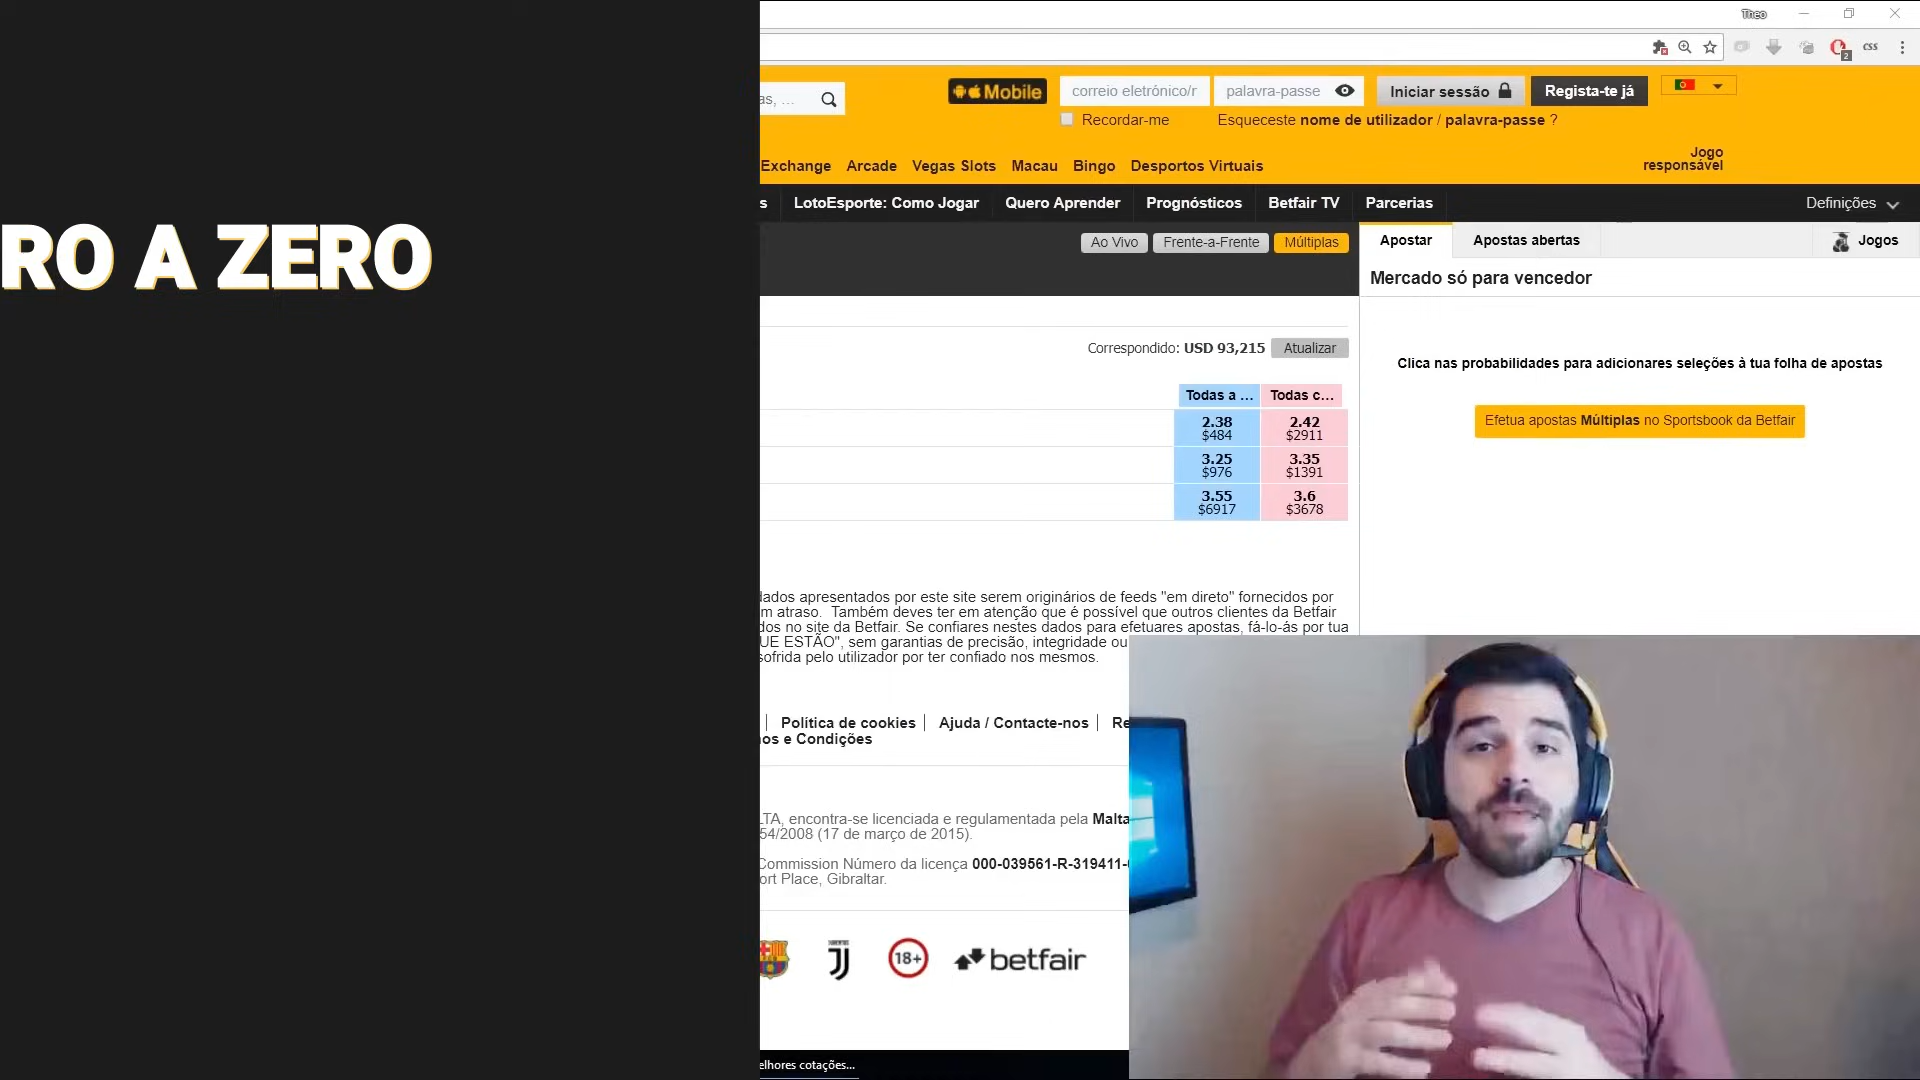 RO A ZERO
Theo
css
2
as, ...
Mobile
correio eletrónico/r
palavra-passe
Iniciar sessão
Regista-te já
Recordar-me
Esqueceste nome de utilizador / palavra-passe ?
Exchange Arcade Vegas Slots Macau Bingo Desportos Virtuais
Jogo
responsável
s LotoEsporte: Como Jogar Quero Aprender Prognósticos Betfair TV Parcerias
Definições
Ao Vivo Frente-a-Frente Múltiplas
Apostar Apostas abertas Jogos
Mercado só para vencedor
Correspondido: USD 93,215 Atualizar
Clica nas probabilidades para adicionares seleções à tua folha de apostas
Efetua apostas Múltiplas no Sportsbook da Betfair
Todas a ... Todas c...
2.38 2.42
$484 $2911
3.25 3.35
$976 $1391
3.55 3.6
$6917 $3678
dados apresentados por este site serem originários de feeds "em direto" fornecidos por
m atraso. Também deves ter em atenção que é possível que outros clientes da Betfair
dos no site da Betfair. Se confiares nestes dados para efetuares apostas, fá-lo-ás por tua
UE ESTÃO", sem garantias de precisão, integridade ou
sofrida pelo utilizador por ter confiado nos mesmos.
Política de cookies Ajuda / Contacte-nos Re
os e Condições
LTA, encontra-se licenciada e regulamentada pela Malta
54/2008 (17 de março de 2015).
Commission Número da licença 000-039561-R-319411-
ort Place, Gibraltar.
JUVENTUS
18+
betfair
elhores cotações...